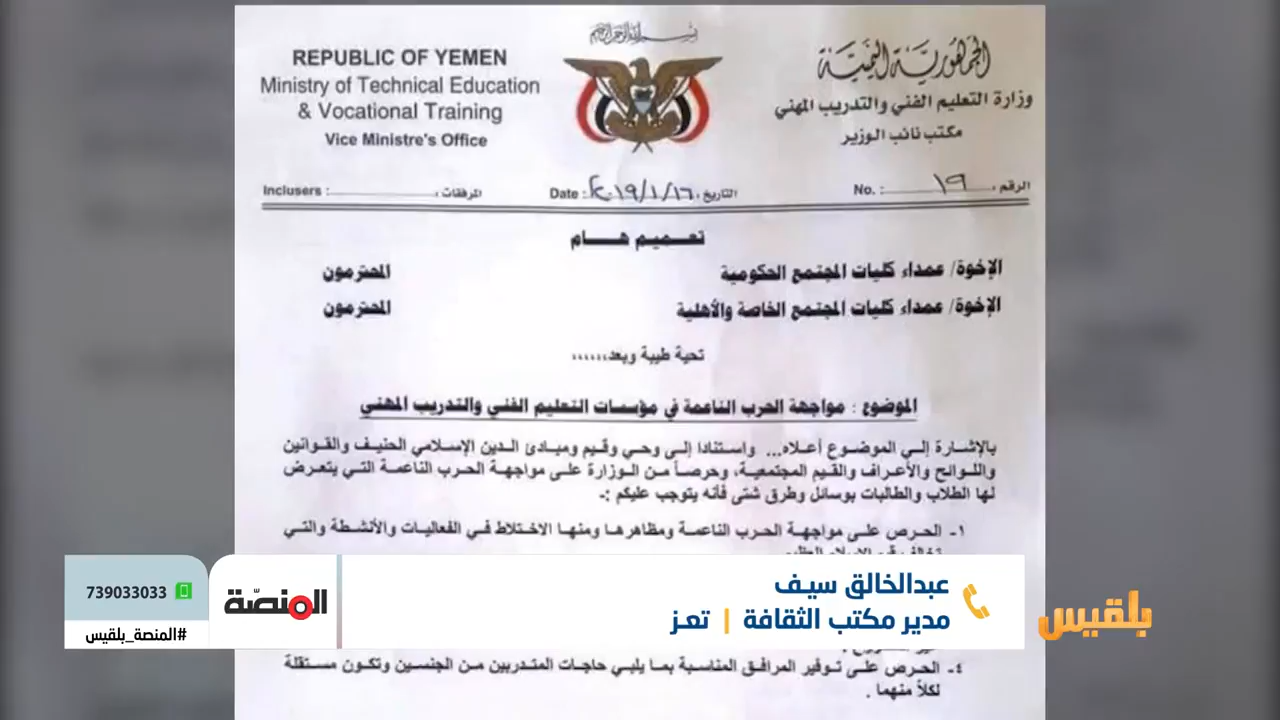 REPUBLIC OF YEMEN
Ministry of Technical Education
& Vocational Training
Vice Ministre's Office
الجمهورية اليمنية
وزارة التعليم الفني والتدريب المهني
مكتب نائب الوزير
الرقم No. : ١٩
التاريخ Date : ٢٠١٩/١/١٦
المرفقات Inclusers :
تعميم هام
الإخوة/ عمداء كليات المجتمع الحكومية المحترمون
الإخوة/ عمداء كليات المجتمع الخاصة والأهلية المحترمون
تحية طيبة وبعد......
الموضوع : مواجهة الحرب الناعمة في مؤسسات التعليم الفني والتدريب المهني
بالإشارة إلى الموضوع أعلاه... واستنادا إلى وحي وقيم ومبادئ الدين الإسلامي الحنيف والقوانين
واللوائح والأعراف والقيم المجتمعية، وحرصاً من الوزارة على مواجهة الحرب الناعمة التي يتعرض
لها الطلاب والطالبات بوسائل وطرق شتى فأنه يتوجب عليكم :-
١- الحرص على مواجهة الحرب الناعمة ومظاهرها ومنها الاختلاط في الفعاليات والأنشطة والتي
٤- الحرص على توفير المرافق المناسبة بما يلبي حاجات المتدربين من الجنسين وتكون مستقلة
لكلاً منهما .
عبدالخالق سيف
مدير مكتب الثقافة | تعز
المنصّة
739033033
#المنصة_بلقيس
بلقيس